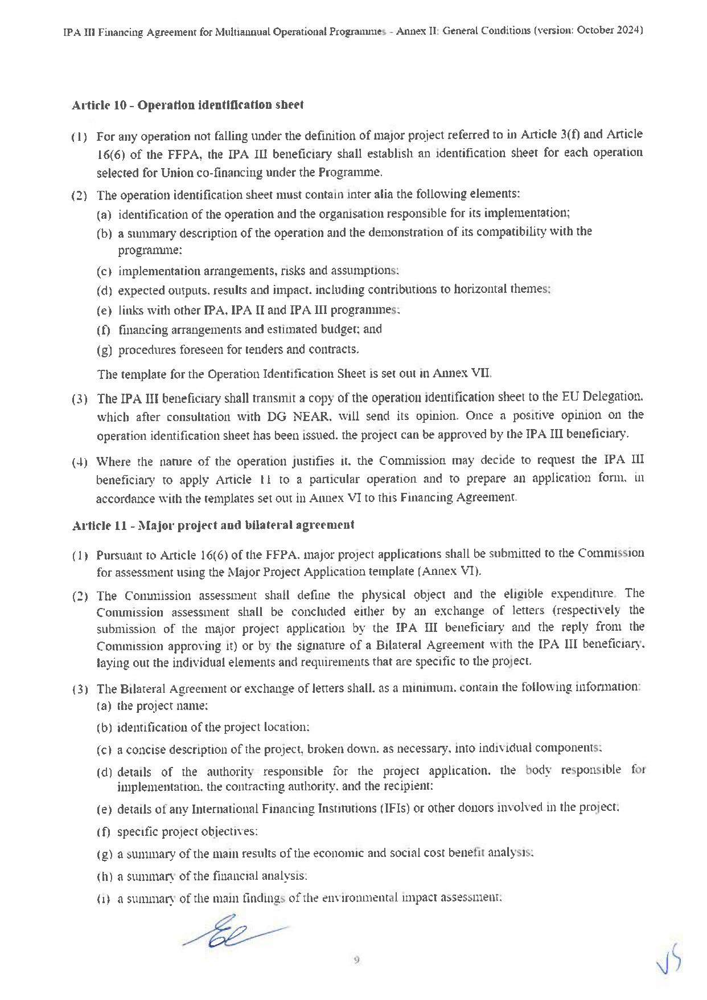 IPA III Financing Agreement for Multiannual Operational Programmes - Annex II: General Conditions (version: October 2024)
Article 10 - Operation identification sheet
(1) For any operation not falling under the definition of major project referred to in Article 3(f) and Article
16(6) of the FFPA, the IPA III beneficiary shall establish an identification sheet for each operation
selected for Union co-financing under the Programme.
(2) The operation identification sheet must contain inter alia the following elements:
(a) identification of the operation and the organisation responsible for its implementation;
(b) a summary description of the operation and the demonstration of its compatibility with the
programme;
(c) implementation arrangements, risks and assumptions;
(d) expected outputs, results and impact, including contributions to horizontal themes;
(e) links with other IPA, IPA II and IPA III programmes;
(f) financing arrangements and estimated budget; and
(g) procedures foreseen for tenders and contracts.
The template for the Operation Identification Sheet is set out in Annex VII.
(3) The IPA III beneficiary shall transmit a copy of the operation identification sheet to the EU Delegation,
which after consultation with DG NEAR, will send its opinion. Once a positive opinion on the
operation identification sheet has been issued, the project can be approved by the IPA III beneficiary.
(4) Where the nature of the operation justifies it, the Commission may decide to request the IPA III
beneficiary to apply Article 11 to a particular operation and to prepare an application form, in
accordance with the templates set out in Annex VI to this Financing Agreement.
Article 11 - Major project and bilateral agreement
(1) Pursuant to Article 16(6) of the FFPA, major project applications shall be submitted to the Commission
for assessment using the Major Project Application template (Annex VI).
(2) The Commission assessment shall define the physical object and the eligible expenditure. The
Commission assessment shall be concluded either by an exchange of letters (respectively the
submission of the major project application by the IPA III beneficiary and the reply from the
Commission approving it) or by the signature of a Bilateral Agreement with the IPA III beneficiary,
laying out the individual elements and requirements that are specific to the project.
(3) The Bilateral Agreement or exchange of letters shall, as a minimum, contain the following information:
(a) the project name;
(b) identification of the project location;
(c) a concise description of the project, broken down, as necessary, into individual components;
(d) details of the authority responsible for the project application, the body responsible for
implementation, the contracting authority, and the recipient;
(e) details of any International Financing Institutions (IFIs) or other donors involved in the project;
(f) specific project objectives;
(g) a summary of the main results of the economic and social cost benefit analysis;
(h) a summary of the financial analysis;
(i) a summary of the main findings of the environmental impact assessment;
9